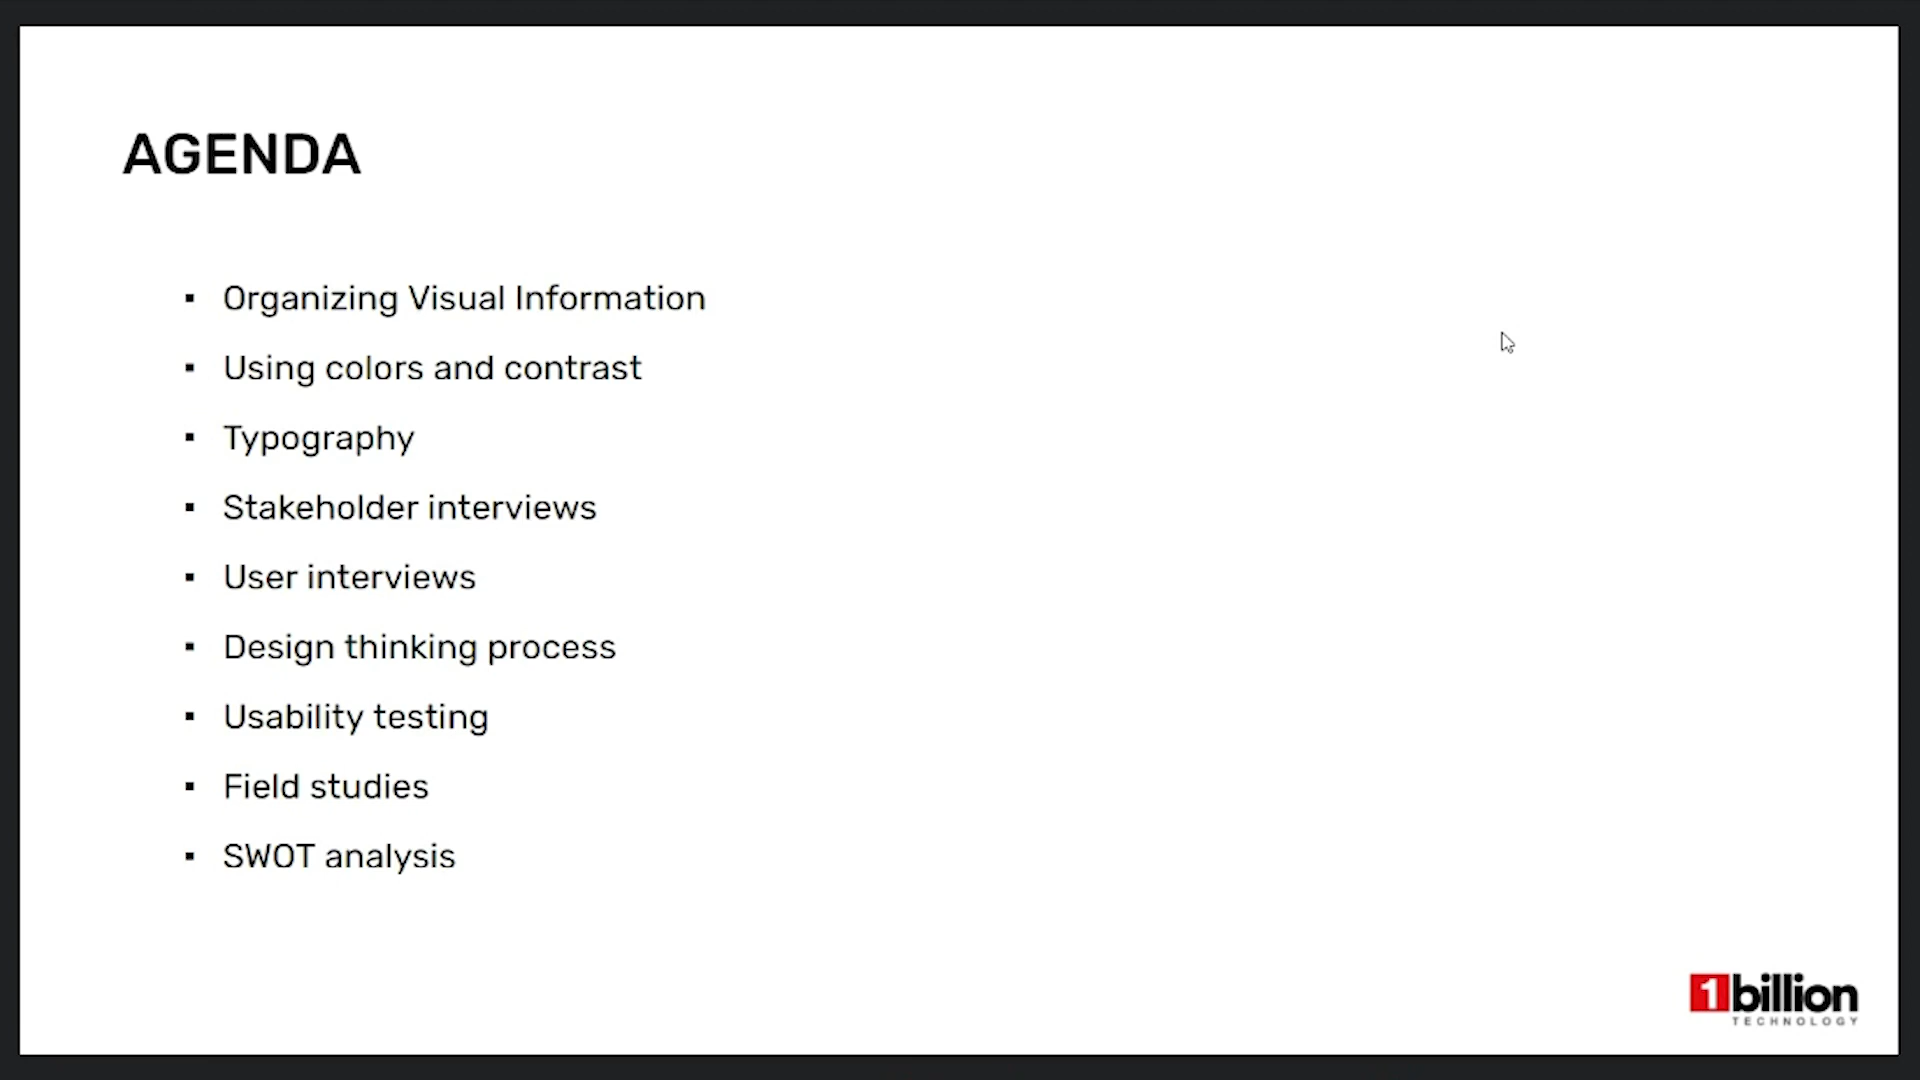 AGENDA
▪ Organizing Visual Information
▪ Using colors and contrast
▪ Typography
▪ Stakeholder interviews
▪ User interviews
▪ Design thinking process
▪ Usability testing
▪ Field studies
▪ SWOT analysis
1billion
TECHNOLOGY